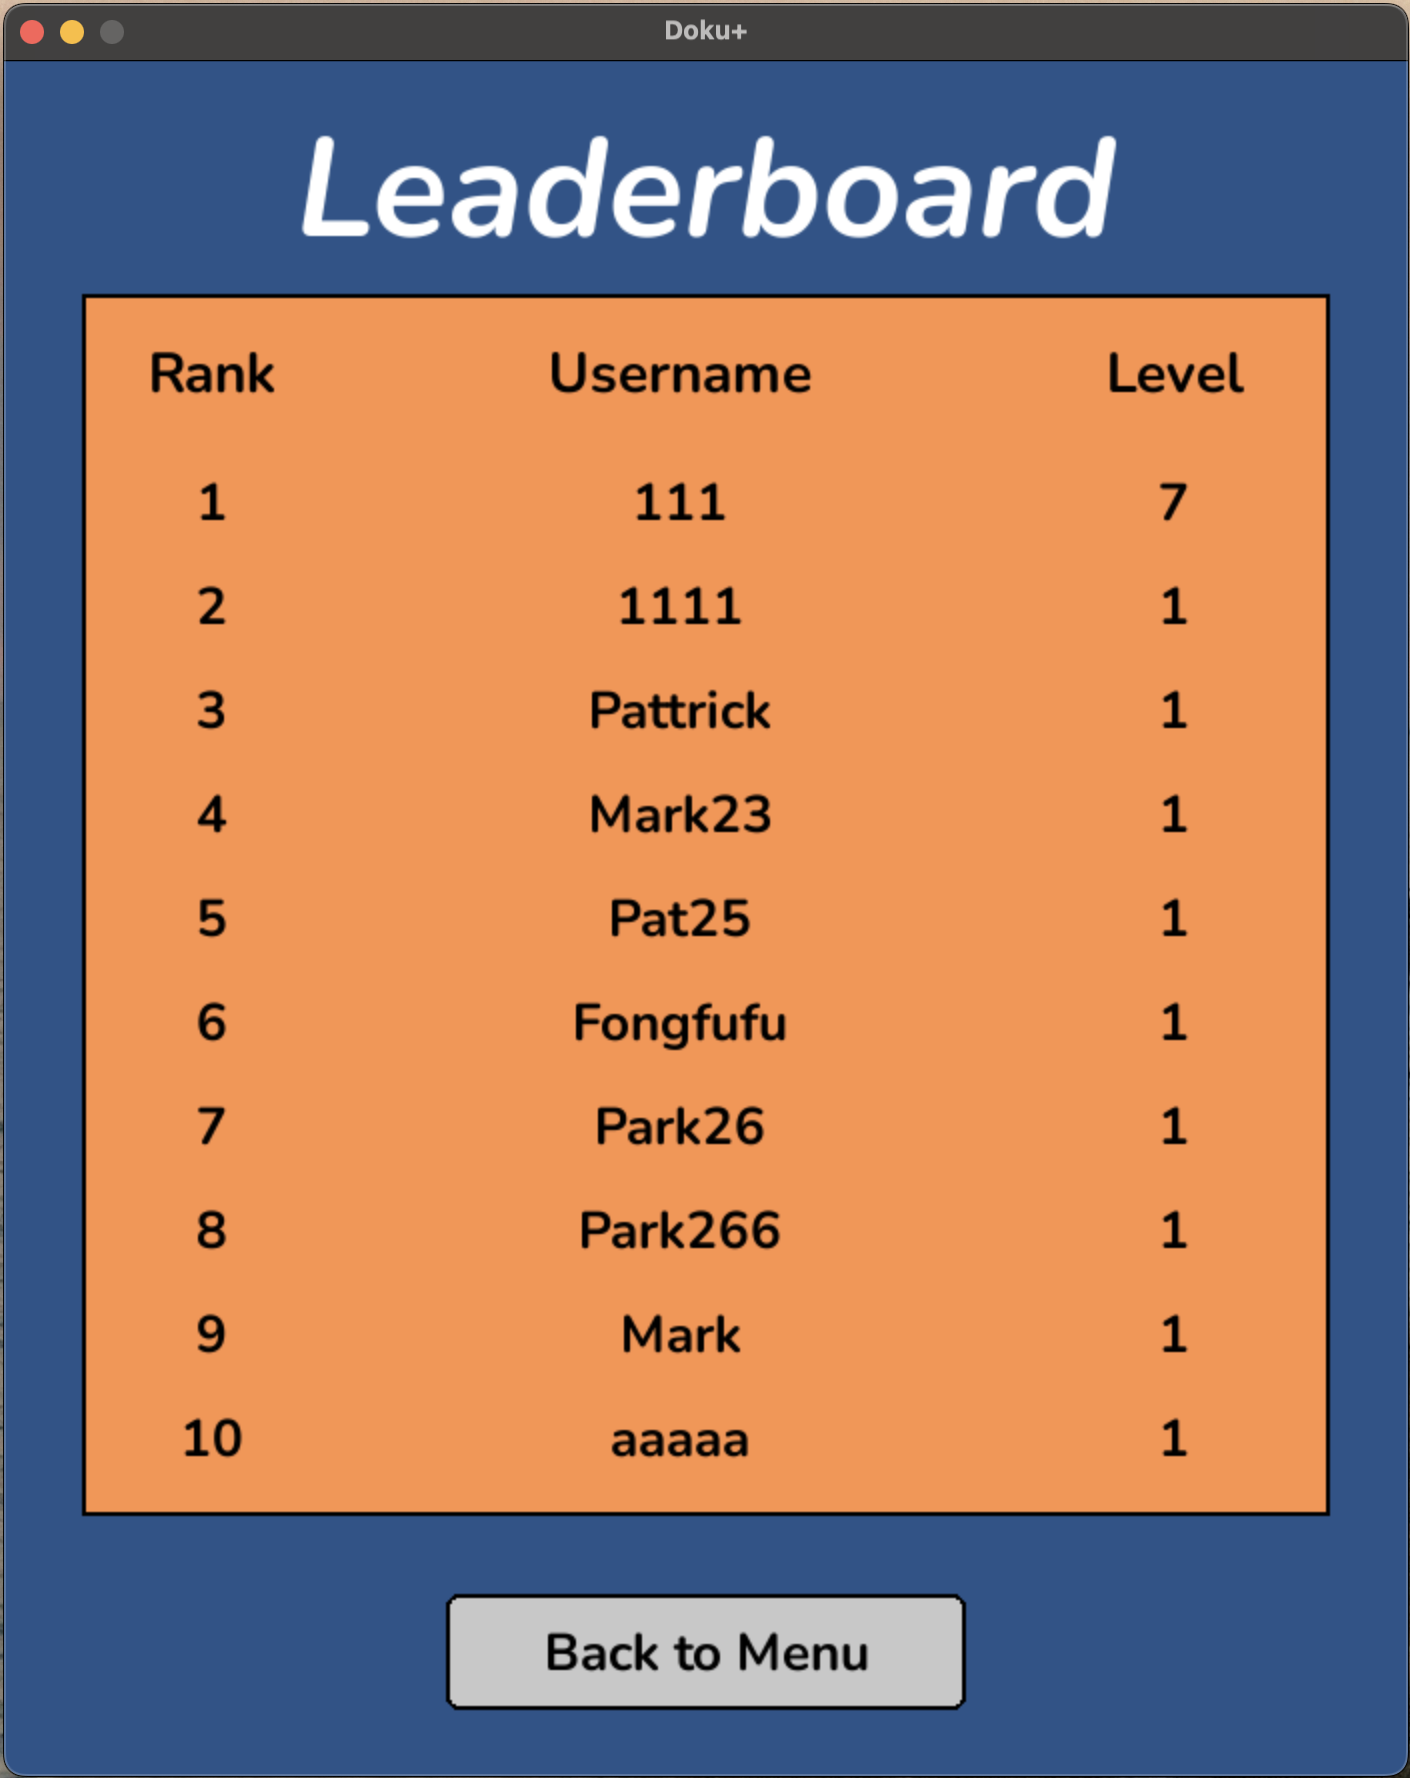 Doku+
Leaderboard
Rank Username Level
1 111 7
2 1111 1
3 Pattrick 1
4 Mark23 1
5 Pat25 1
6 Fongfufu 1
7 Park26 1
8 Park266 1
9 Mark 1
10 aaaaa 1
Back to Menu